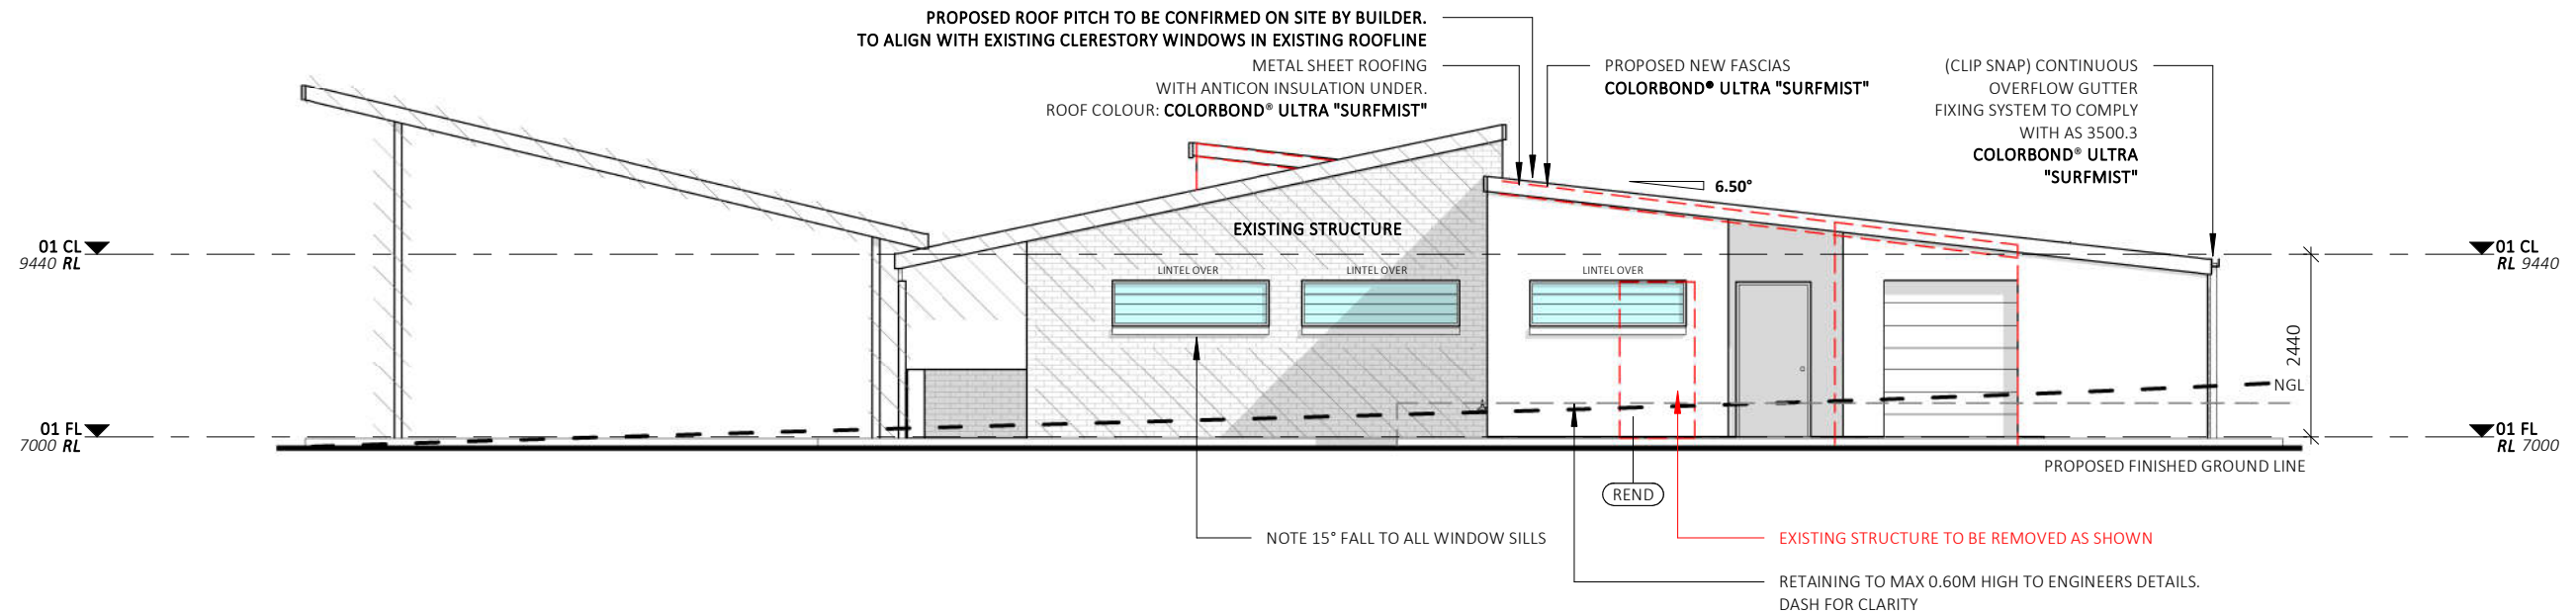 PROPOSED ROOF PITCH TO BE CONFIRMED ON SITE BY BUILDER.
TO ALIGN WITH EXISTING CLERESTORY WINDOWS IN EXISTING ROOFLINE
METAL SHEET ROOFING
WITH ANTICON INSULATION UNDER.
ROOF COLOUR: COLORBOND® ULTRA "SURFMIST"
PROPOSED NEW FASCIAS
COLORBOND® ULTRA "SURFMIST"
(CLIP SNAP) CONTINUOUS
OVERFLOW GUTTER
FIXING SYSTEM TO COMPLY
WITH AS 3500.3
COLORBOND® ULTRA
"SURFMIST"
6.50°
EXISTING STRUCTURE
01 CL
9440 RL
01 CL
RL 9440
LINTEL OVER
LINTEL OVER
LINTEL OVER
2440
NGL
01 FL
7000 RL
01 FL
RL 7000
PROPOSED FINISHED GROUND LINE
REND
NOTE 15° FALL TO ALL WINDOW SILLS
EXISTING STRUCTURE TO BE REMOVED AS SHOWN
RETAINING TO MAX 0.60M HIGH TO ENGINEERS DETAILS.
DASH FOR CLARITY